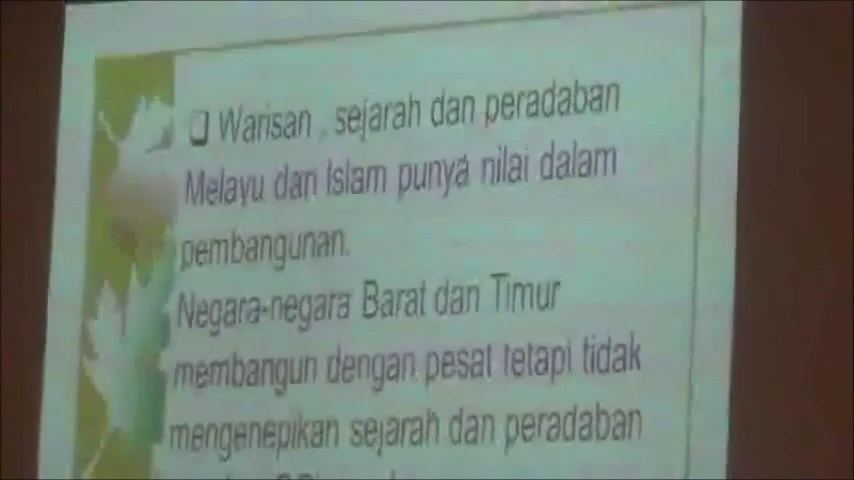 ❑ Warisan , sejarah dan peradaban
Melayu dan Islam punya nilai dalam
pembangunan.
Negara-negara Barat dan Timur
membangun dengan pesat tetapi tidak
mengenepikan sejarah dan peradaban